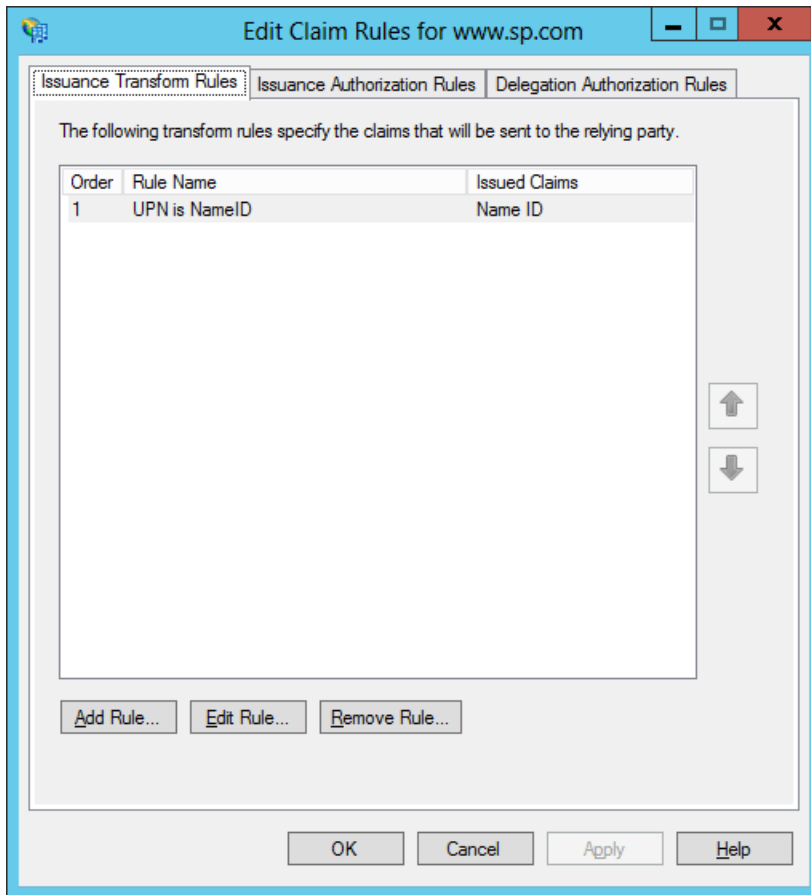 Edit Claim Rules for www.sp.com
Issuance Transform Rules Issuance Authorization Rules Delegation Authorization Rules
The following transform rules specify the claims that will be sent to the relying party.
Order Rule Name Issued Claims
1 UPN is NameID Name ID
Add Rule... Edit Rule... Remove Rule...
OK Cancel Apply Help